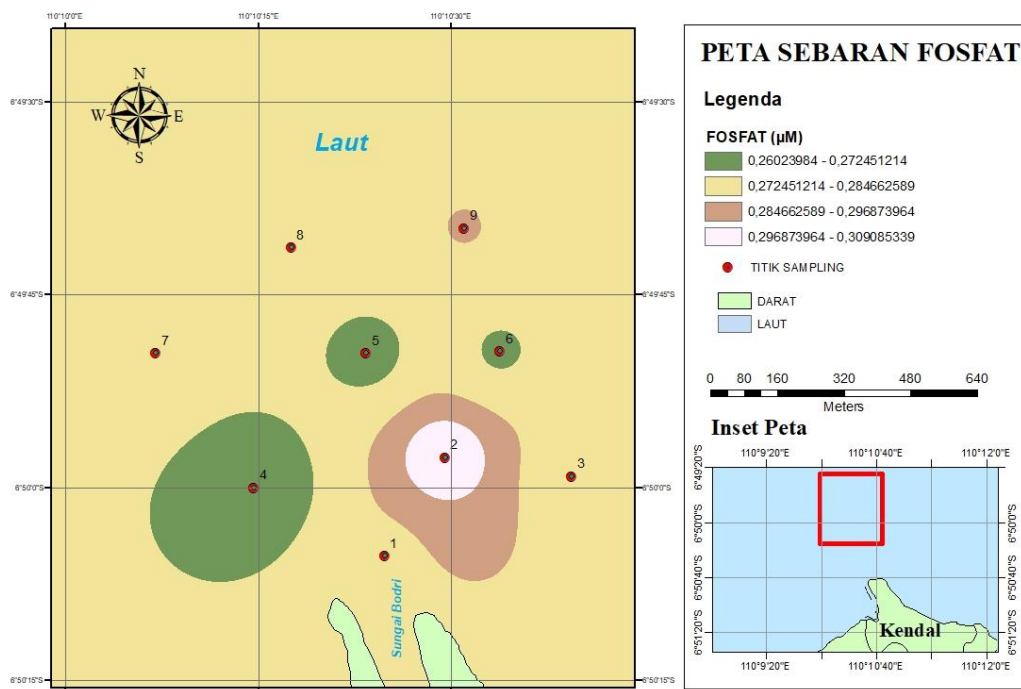 110°10'0"E 110°10'15"E 110°10'30"E
N
W E
S
Laut
6°49'30"S 6°49'30"S
9
8
6°49'45"S 6°49'45"S
7 5 6
2
3
4
6°50'0"S 6°50'0"S
1
Sungai Bodri
6°50'15"S 6°50'15"S
PETA SEBARAN FOSFAT
Legenda
FOSFAT (µM)
0,26023984 - 0,272451214
0,272451214 - 0,284662589
0,284662589 - 0,296873964
0,296873964 - 0,309085339
TITIK SAMPLING
DARAT
LAUT
0 80 160 320 480 640
Meters
Inset Peta
110°9'20"E 110°10'40"E 110°12'0"E
6°49'20"S 6°49'20"S
6°50'0"S 6°50'0"S
6°50'40"S 6°50'40"S
Kendal
6°51'20"S 6°51'20"S
110°9'20"E 110°10'40"E 110°12'0"E